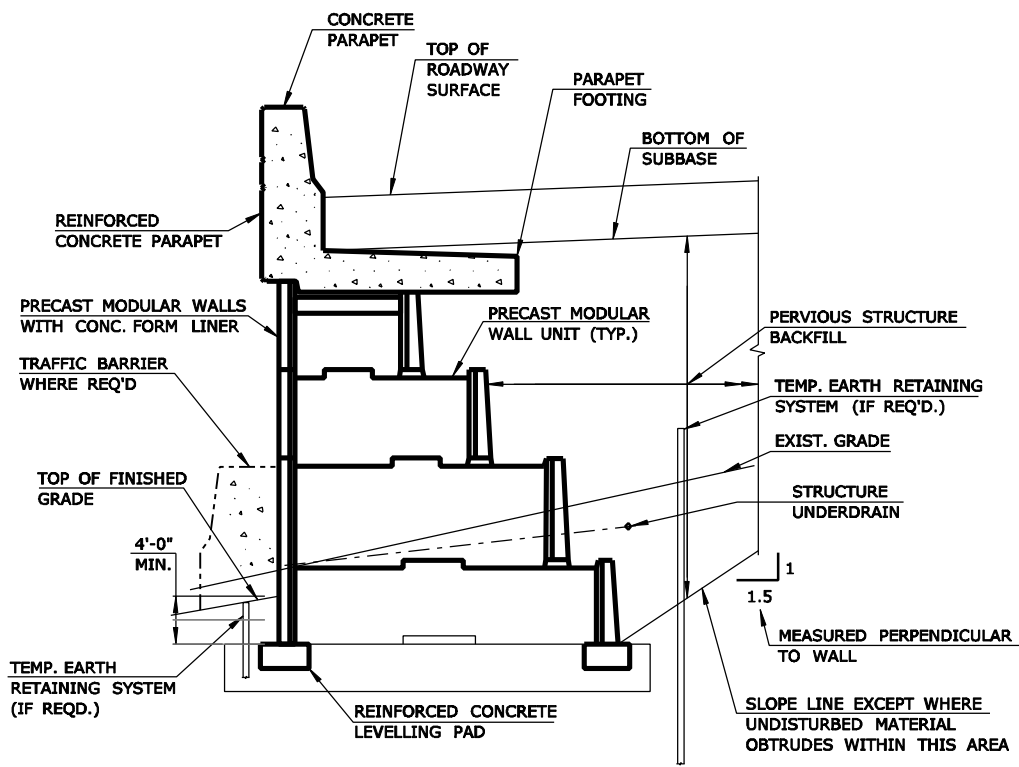 CONCRETE
PARAPET
TOP OF
ROADWAY
SURFACE
PARAPET
FOOTING
BOTTOM OF
SUBBASE
REINFORCED
CONCRETE PARAPET
PRECAST MODULAR WALLS
WITH CONC. FORM LINER
PRECAST MODULAR
WALL UNIT (TYP.)
PERVIOUS STRUCTURE
BACKFILL
TRAFFIC BARRIER
WHERE REQ'D
TEMP. EARTH RETAINING
SYSTEM (IF REQ'D.)
EXIST. GRADE
TOP OF FINISHED
GRADE
STRUCTURE
UNDERDRAIN
4'-0"
MIN.
1
1.5
MEASURED PERPENDICULAR
TO WALL
TEMP. EARTH
RETAINING SYSTEM
(IF REQD.)
REINFORCED CONCRETE
LEVELLING PAD
SLOPE LINE EXCEPT WHERE
UNDISTURBED MATERIAL
OBTRUDES WITHIN THIS AREA